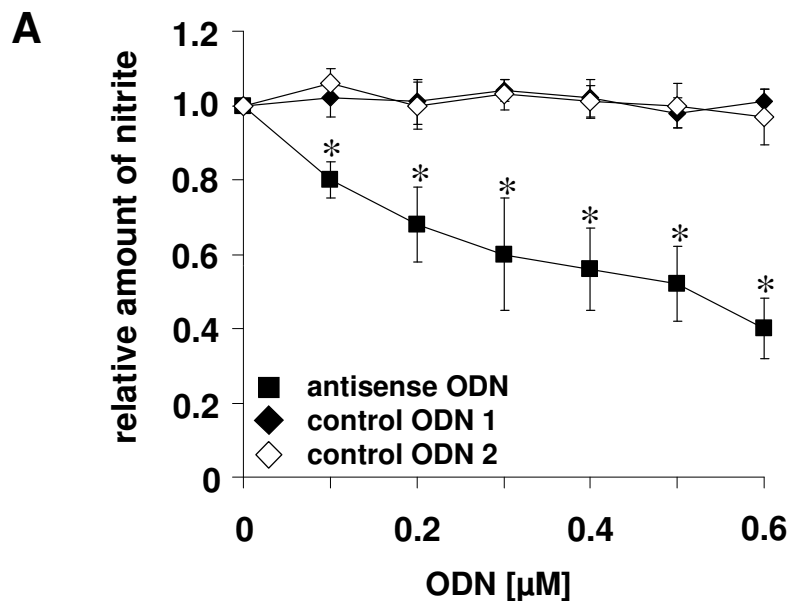 A
relative amount of nitrite
1.2
1.0
0.8
0.6
0.4
0.2
0
*
*
*
*
*
*
antisense ODN
control ODN 1
control ODN 2
0
0.2
0.4
0.6
ODN [µM]